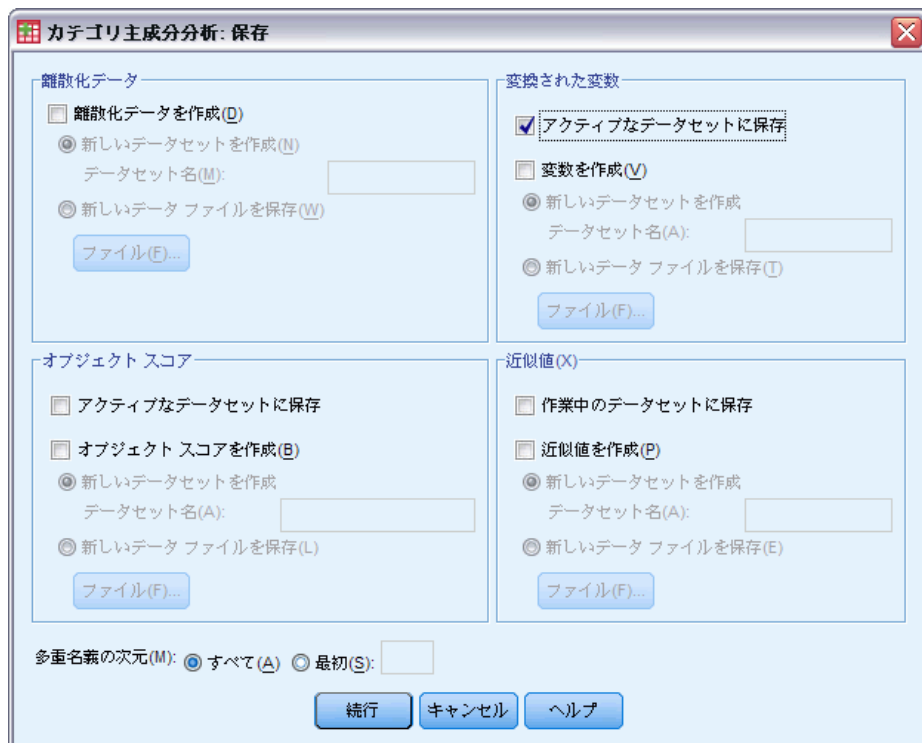 カテゴリ主成分分析: 保存
離散化データ
離散化データを作成(D)
新しいデータセットを作成(N)
データセット名(M):
新しいデータ ファイルを保存(W)
ファイル(F)...
変換された変数
アクティブなデータセットに保存
変数を作成(V)
新しいデータセットを作成
データセット名(A):
新しいデータ ファイルを保存(T)
ファイル(F)...
オブジェクト スコア
アクティブなデータセットに保存
オブジェクト スコアを作成(B)
新しいデータセットを作成
データセット名(A):
新しいデータ ファイルを保存(L)
ファイル(F)...
近似値(X)
作業中のデータセットに保存
近似値を作成(P)
新しいデータセットを作成
データセット名(A):
新しいデータ ファイルを保存(E)
ファイル(F)...
多重名義の次元(M): すべて(A) 最初(S):
続行 キャンセル ヘルプ